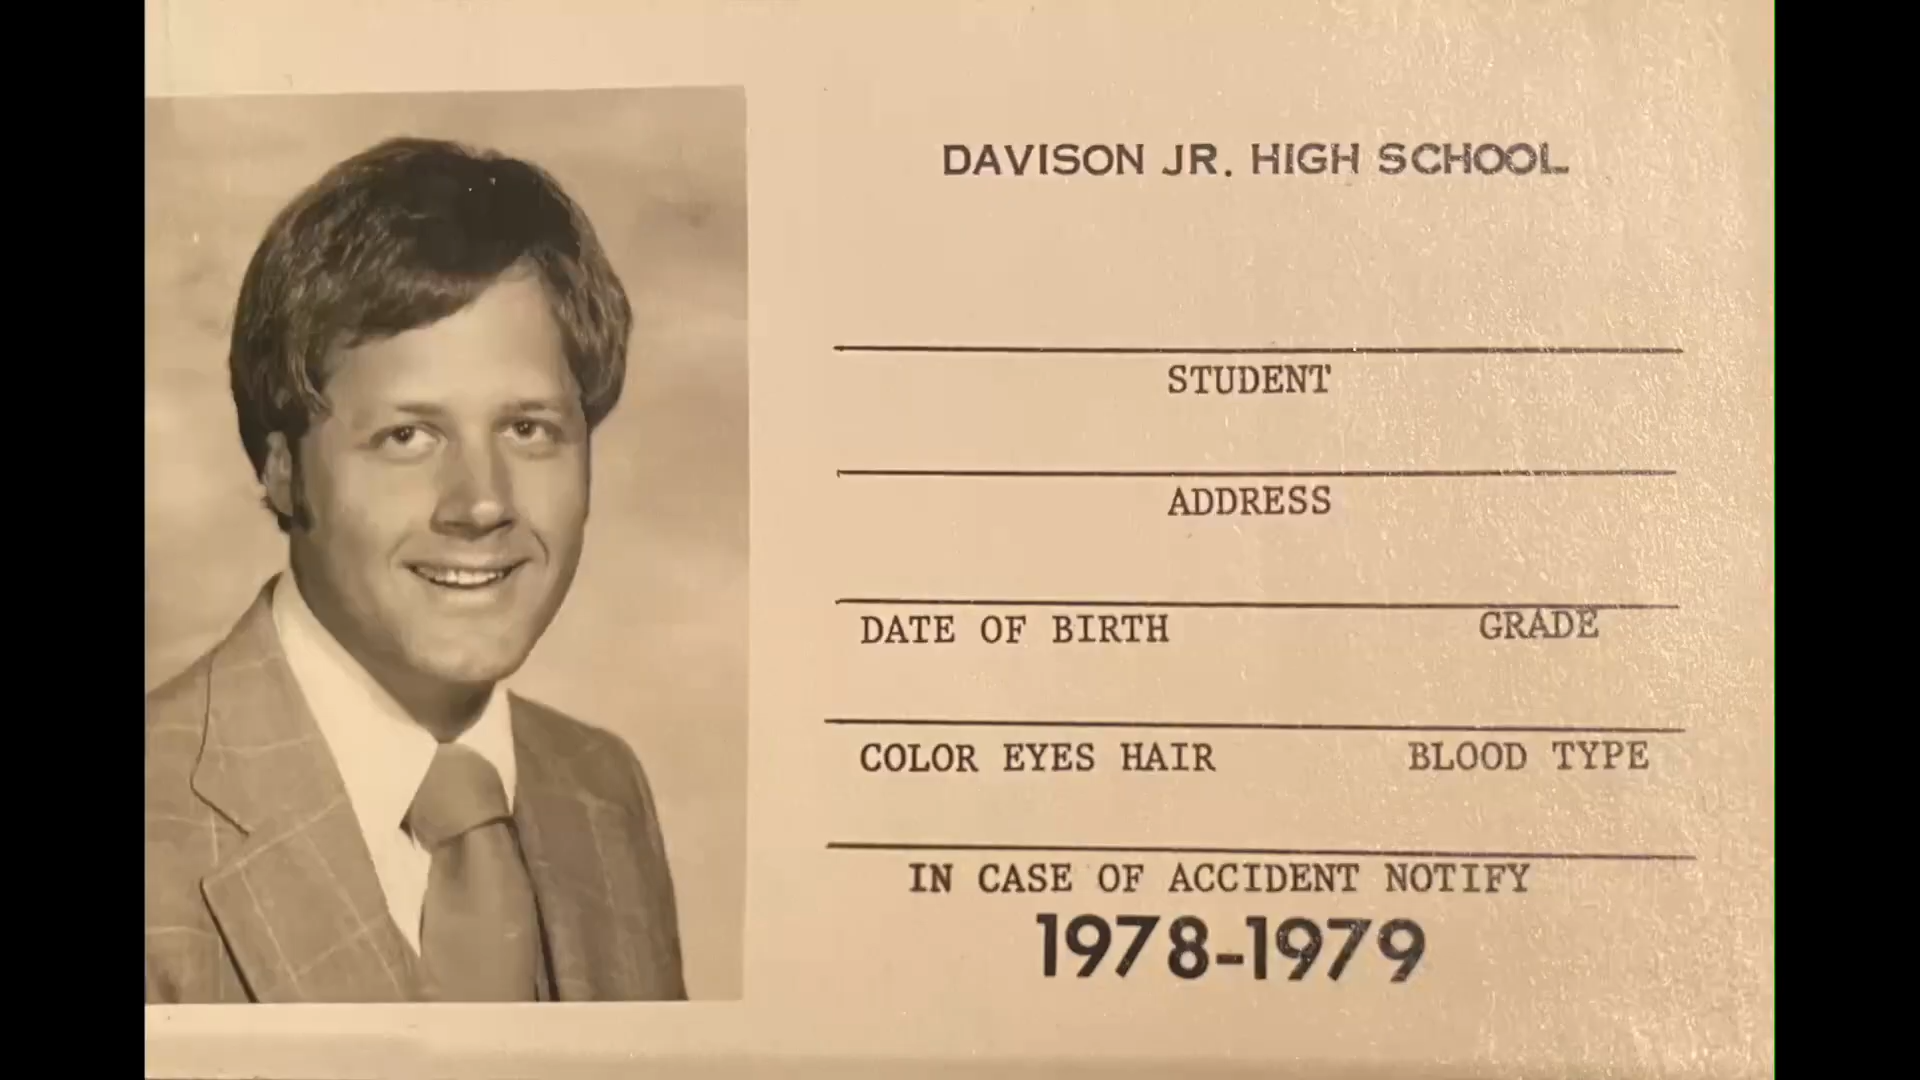 DAVISON JR. HIGH SCHOOL
STUDENT
ADDRESS
DATE OF BIRTH GRADE
COLOR EYES HAIR BLOOD TYPE
IN CASE OF ACCIDENT NOTIFY
1978-1979